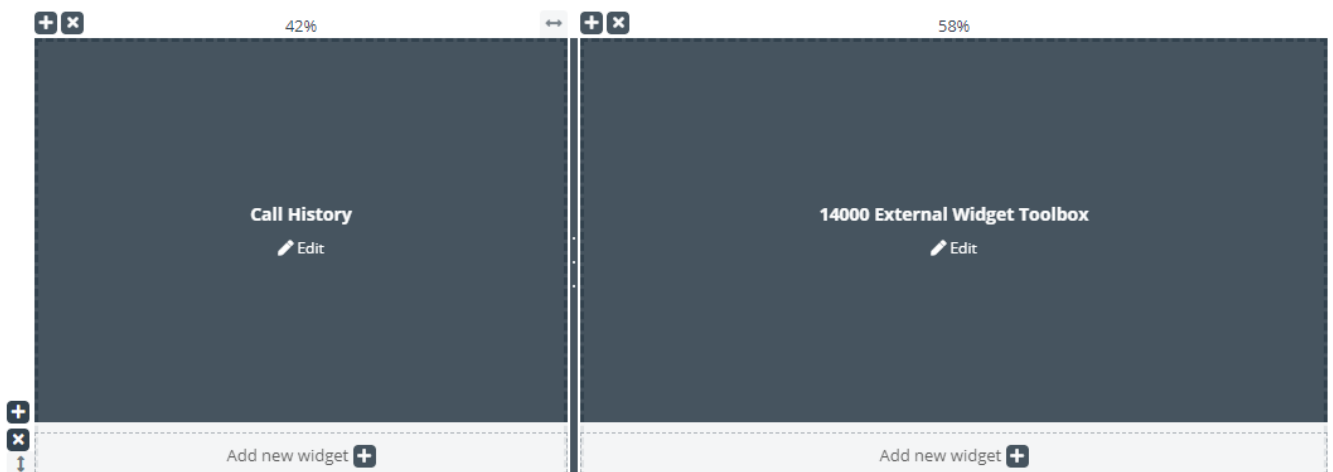 42%
58%
Call History
Edit
14000 External Widget Toolbox
Edit
Add new widget
Add new widget